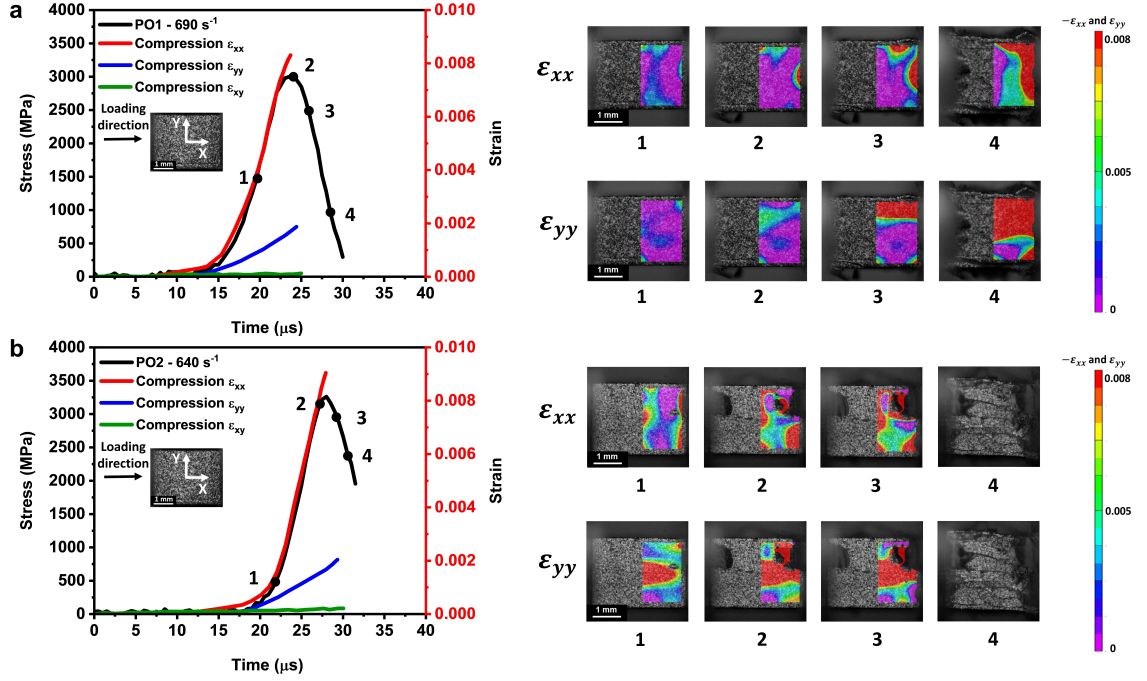 a
4000
3500
3000
2500
2000
1500
1000
500
0
Stress (MPa)
0.010
0.008
0.006
0.004
0.002
0.000
Strain
PO1 - 690 s⁻¹
Compression εxx
Compression εyy
Compression εxy
Loading
direction
Y
X
1 mm
1
2
3
4
0 5 10 15 20 25 30 35 40
Time (μs)
εxx
1 mm
1 2 3 4
εyy
1 mm
1 2 3 4
−εxx and εyy
0.008
0.005
0
b
4000
3500
3000
2500
2000
1500
1000
500
0
Stress (MPa)
0.010
0.008
0.006
0.004
0.002
0.000
Strain
PO2 - 640 s⁻¹
Compression εxx
Compression εyy
Compression εxy
Loading
direction
Y
X
1 mm
1
2
3
4
0 5 10 15 20 25 30 35 40
Time (μs)
εxx
1 mm
1 2 3 4
εyy
1 mm
1 2 3 4
−εxx and εyy
0.008
0.005
0